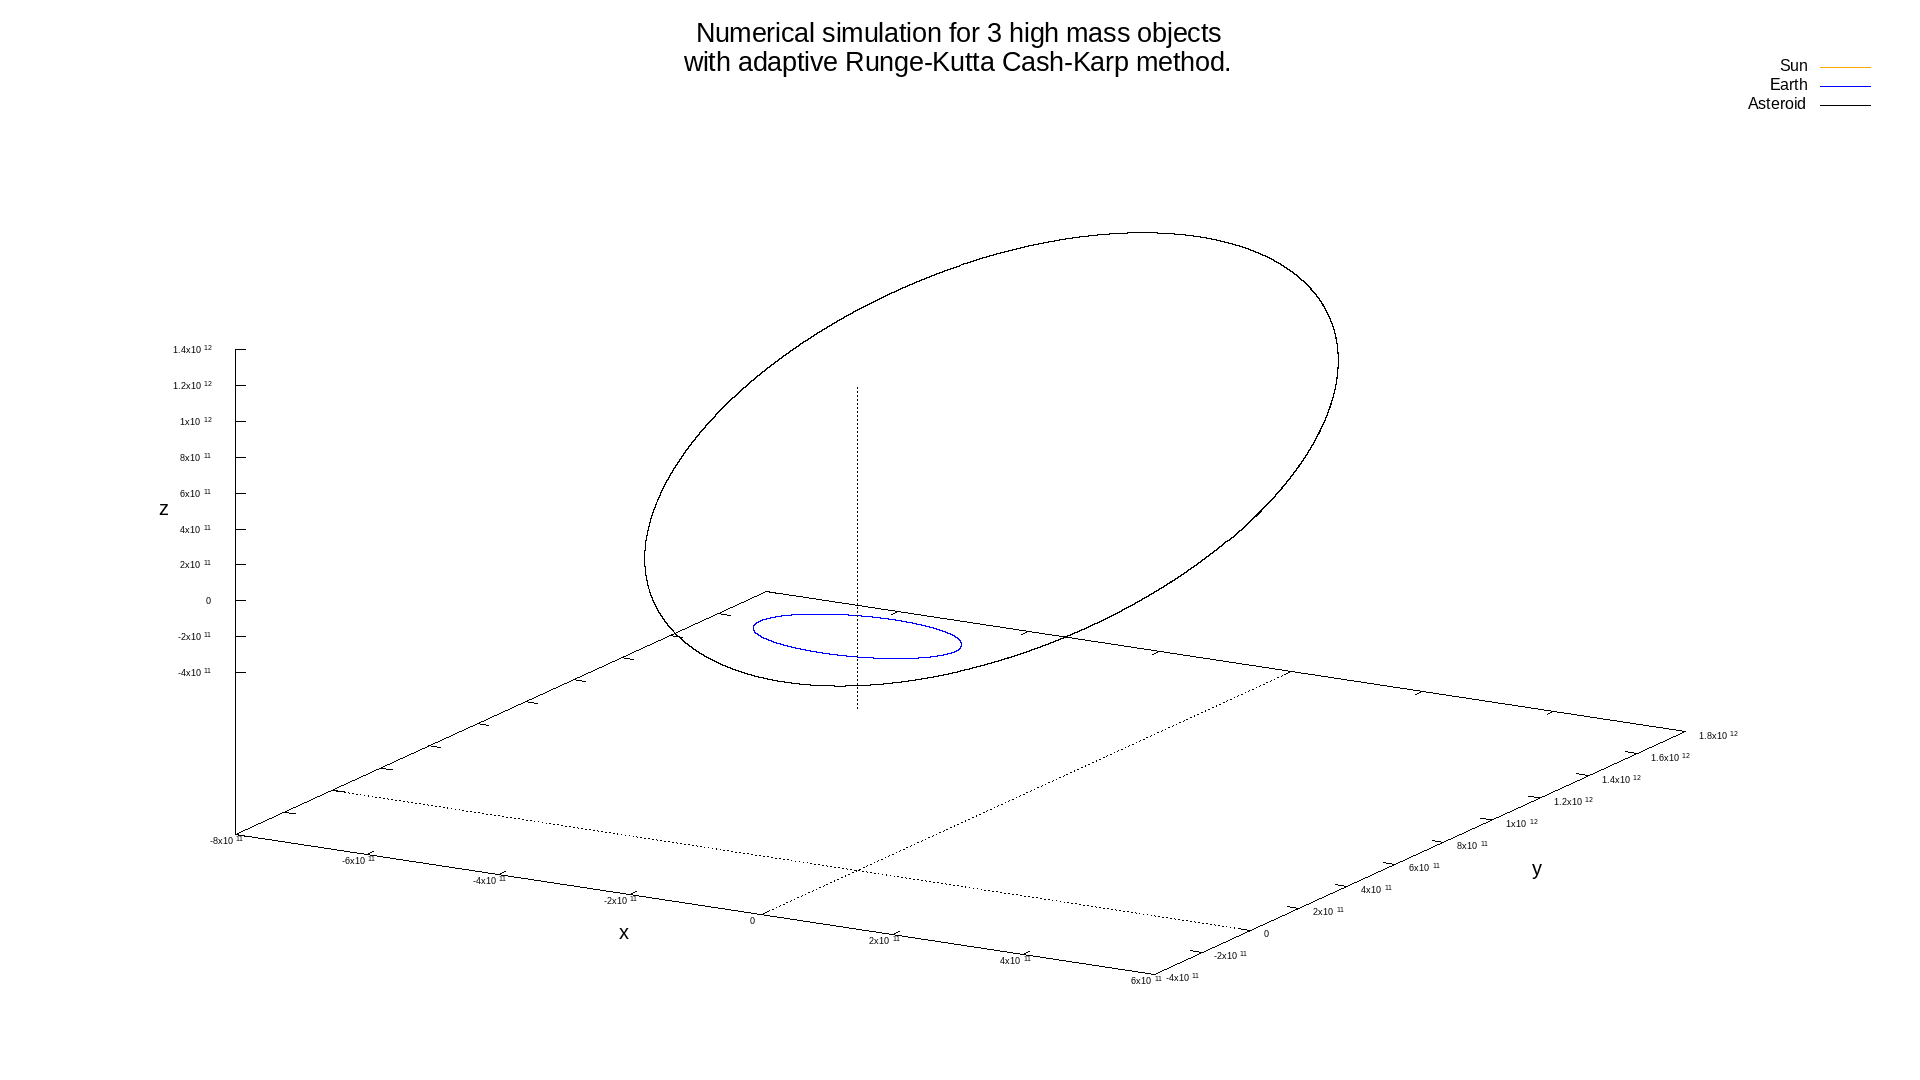 Numerical simulation for 3 high mass objects
with adaptive Runge-Kutta Cash-Karp method.
Sun
Earth
Asteroid
1.4x10 12
1.2x10 12
1x10 12
8x10 11
6x10 11
z
4x10 11
2x10 11
0
-2x10 11
-4x10 11
-8x10 11
-6x10 11
-4x10 11
-2x10 11
0
2x10 11
4x10 11
6x10 11
x
-4x10 11
-2x10 11
0
2x10 11
4x10 11
6x10 11
8x10 11
1x10 12
1.2x10 12
1.4x10 12
1.6x10 12
1.8x10 12
y